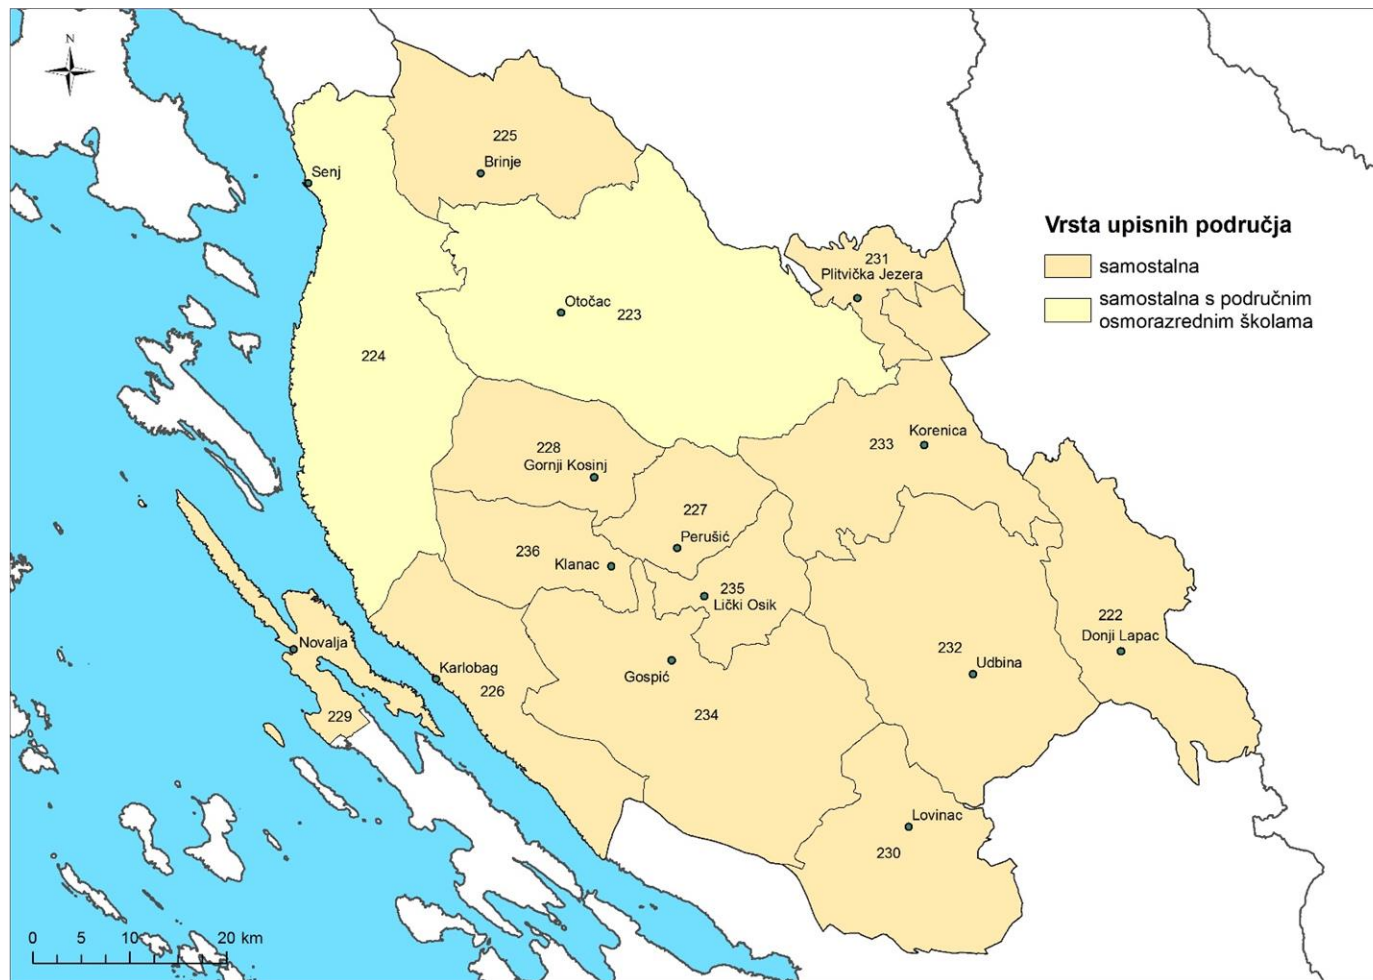 N
225
Brinje
Senj
Vrsta upisnih područja
231
Plitvička Jezera
samostalna
samostalna s područnim
osmorazrednim školama
Otočac
223
224
Korenica
233
228
Gornji Kosinj
227
Perušić
236
Klanac
235
Lički Osik
222
Donji Lapac
Novalja
232
Udbina
Karlobag
226
Gospić
234
229
Lovinac
230
0 5 10 20 km